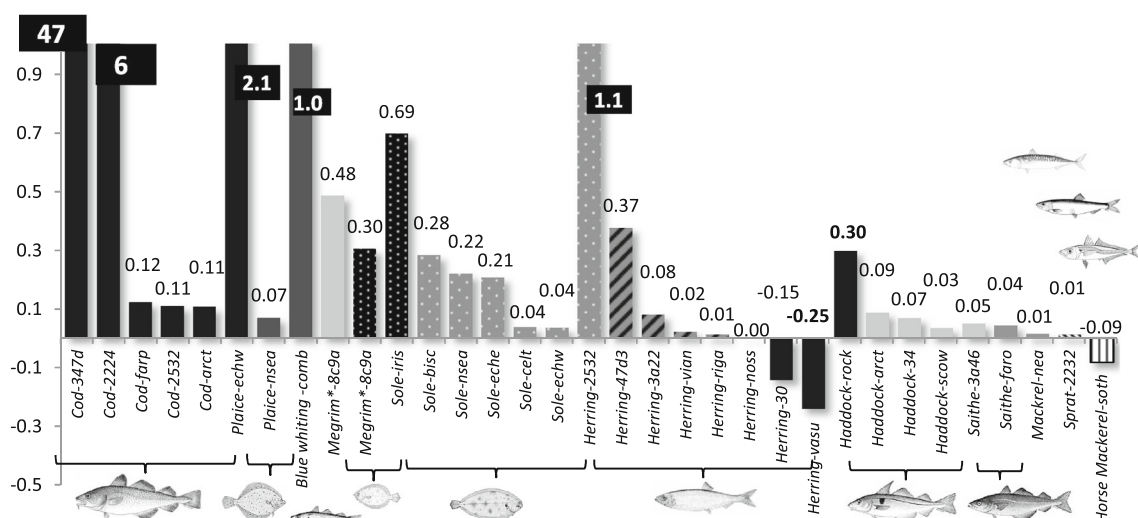 47
6
2.1
1.0
1.1
0.9
0.7
0.5
0.3
0.1
-0.1
-0.3
-0.5
0.12
0.11
0.11
0.07
0.48
0.30
0.69
0.28
0.22
0.21
0.04
0.04
0.37
0.08
0.02
0.01
0.00
-0.15
-0.25
0.30
0.09
0.07
0.03
0.05
0.04
0.01
0.01
-0.09
Cod-347d
Cod-2224
Cod-farp
Cod-2532
Cod-arct
Plaice-echw
Plaice-nsea
Blue whiting -comb
Megrim*-8c9a
Megrim*-8c9a
Sole-iris
Sole-bisc
Sole-nsea
Sole-eche
Sole-celt
Sole-echw
Herring-2532
Herring-47d3
Herring-3a22
Herring-vian
Herring-riga
Herring-noss
Herring-30
Herring-vasu
Haddock-rock
Haddock-arct
Haddock-34
Haddock-scow
Saithe-3a46
Saithe-faro
Mackrel-nea
Sprat-2232
Horse Mackerel-soth